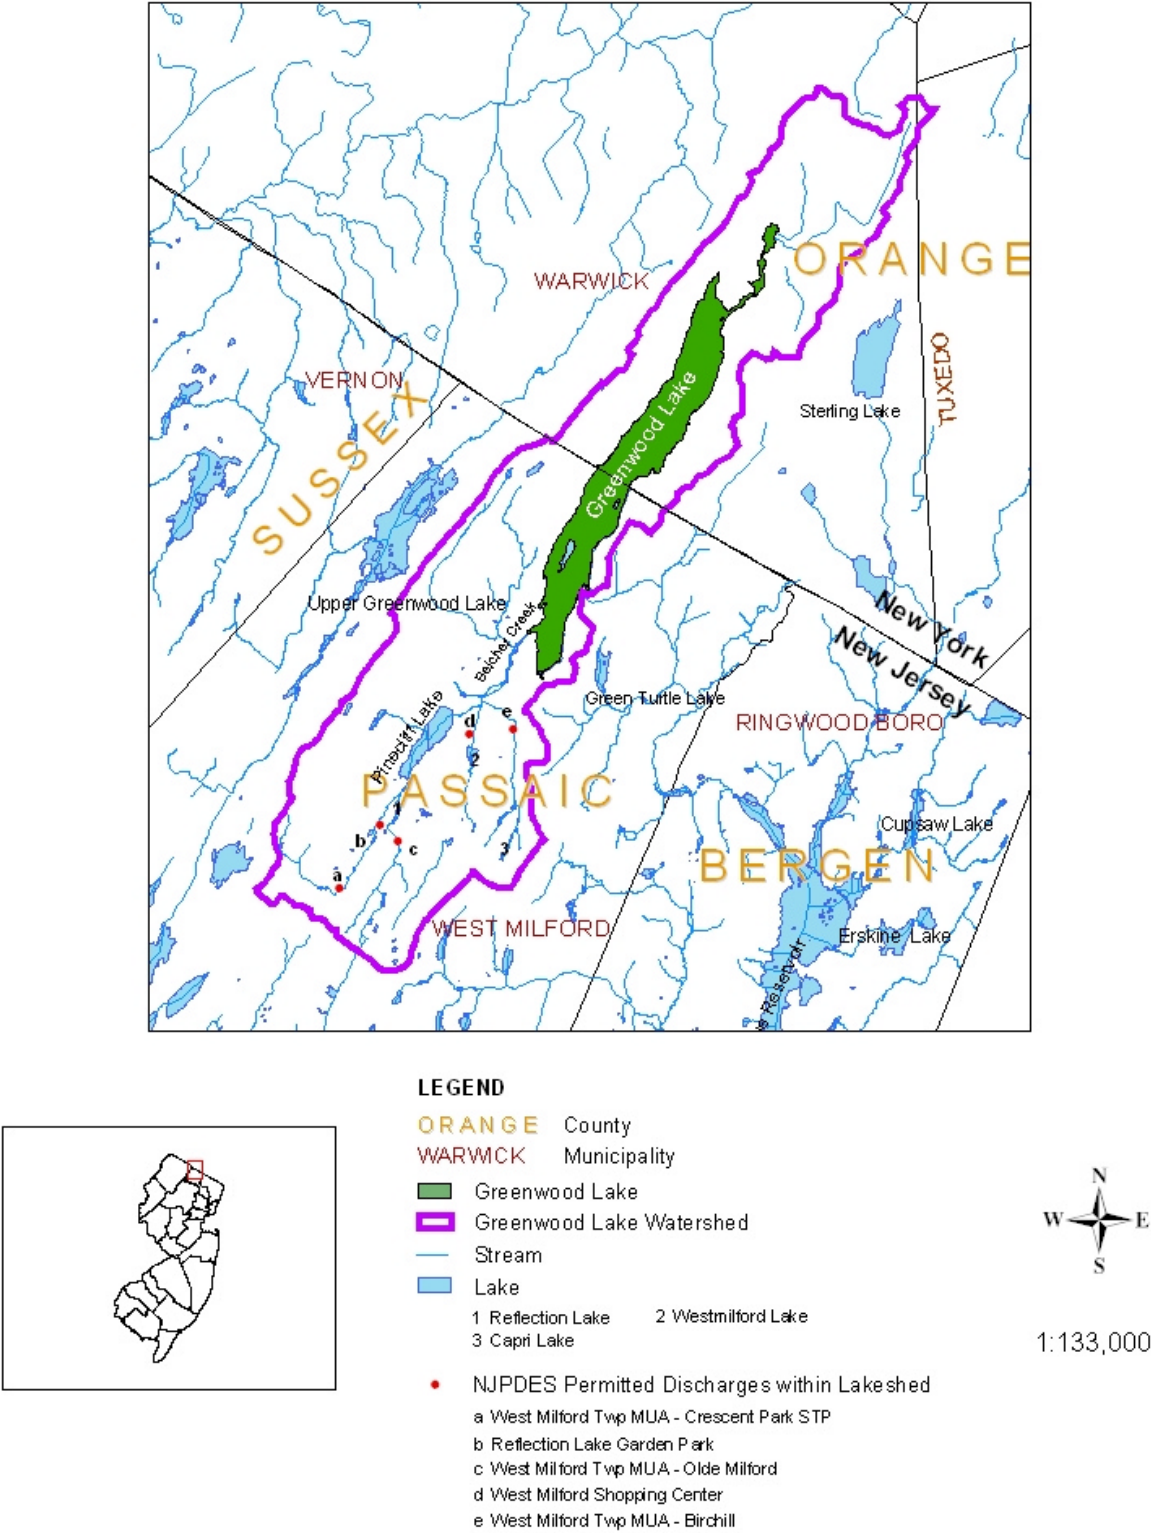 ORANGE
WARWICK
TUXEDO
VERNON
SUSSEX
Sterling Lake
Greenwood Lake
Upper Greenwood Lake
Belcher Creek
New York
New Jersey
Green Turtle Lake
Pinecliff Lake
RINGWOOD BORO
d
e
2
PASSAIC
1
b
c
3
a
Cupsaw Lake
BERGEN
WEST MILFORD
Erskine Lake
Reservoir
LEGEND
ORANGE County
WARWICK Municipality
Greenwood Lake
Greenwood Lake Watershed
Stream
Lake
1 Reflection Lake 2 Westmilford Lake
3 Capri Lake
NJPDES Permitted Discharges within Lakeshed
a West Milford Twp MUA - Crescent Park STP
b Reflection Lake Garden Park
c West Milford Twp MUA - Olde Milford
d West Milford Shopping Center
e West Milford Twp MUA - Birchill
N
W E
S
1:133,000